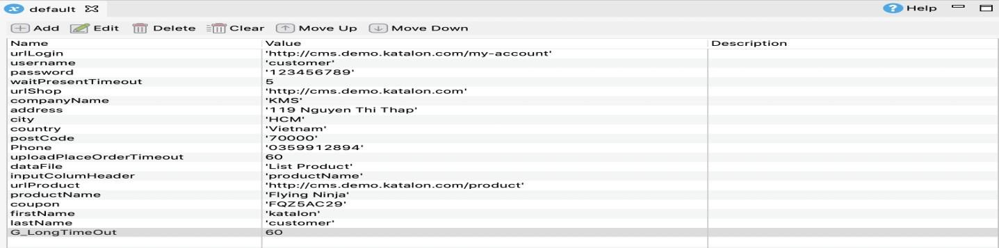 default
Help
Add Edit Delete Clear Move Up Move Down
Name Value Description
urlLogin 'http://cms.demo.katalon.com/my-account'
username 'customer'
password '123456789'
waitPresentTimeout 5
urlShop 'http://cms.demo.katalon.com'
companyName 'KMS'
address '119 Nguyen Thi Thap'
city 'HCM'
country 'Vietnam'
postCode '70000'
Phone '0359912894'
uploadPlaceOrderTimeout 60
dataFile 'List Product'
inputColumHeader 'productName'
urlProduct 'http://cms.demo.katalon.com/product'
productName 'Flying Ninja'
coupon 'FQZ5AC29'
firstName 'katalon'
lastName 'customer'
G_LongTimeOut 60